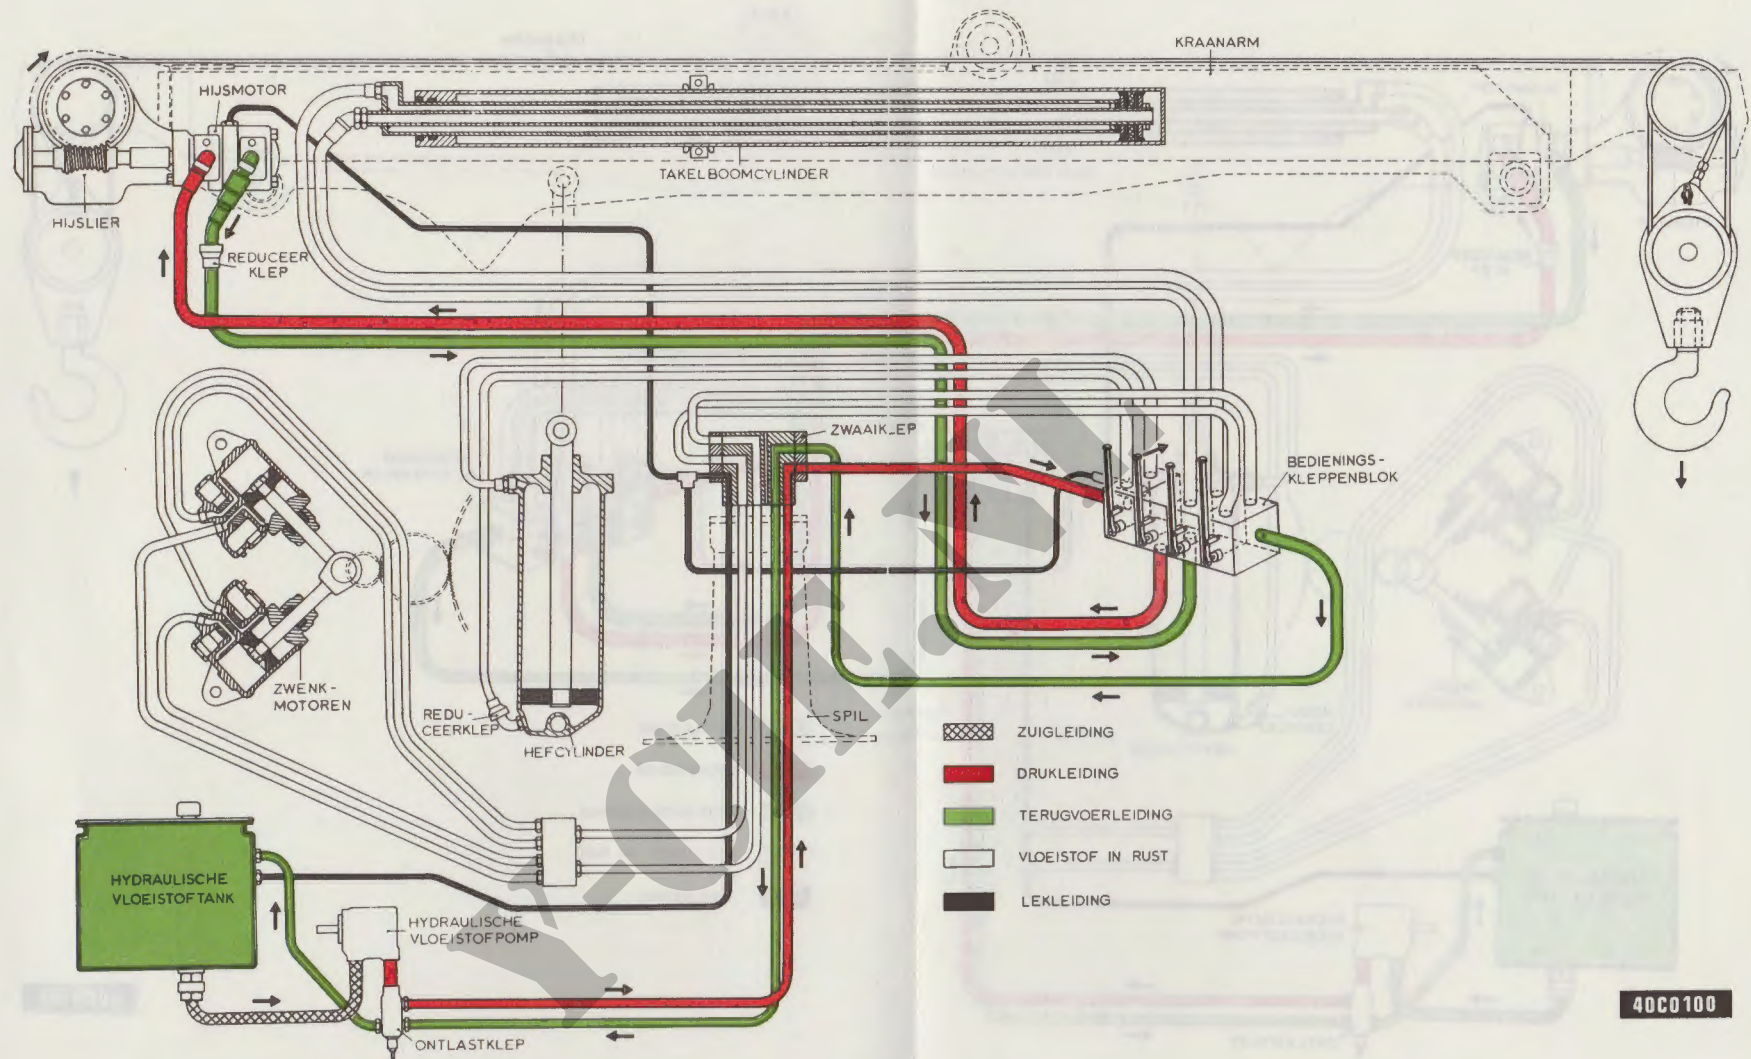 KRAANARM
HIJSMOTOR
TAKELBOOMCYLINDER
HIJSLIER
REDUCEER
KLEP
ZWAAIKLEP
BEDIENINGS-
KLEPPENBLOK
ZWENK-
MOTOREN
REDU-
CEERKLEP
HEFCYLINDER
SPIL
ZUIGLEIDING
DRUKLEIDING
TERUGVOERLEIDING
VLOEISTOF IN RUST
LEKLEIDING
HYDRAULISCHE
VLOEISTOFTANK
HYDRAULISCHE
VLOEISTOFPOMP
ONTLASTKLEP
40C0100